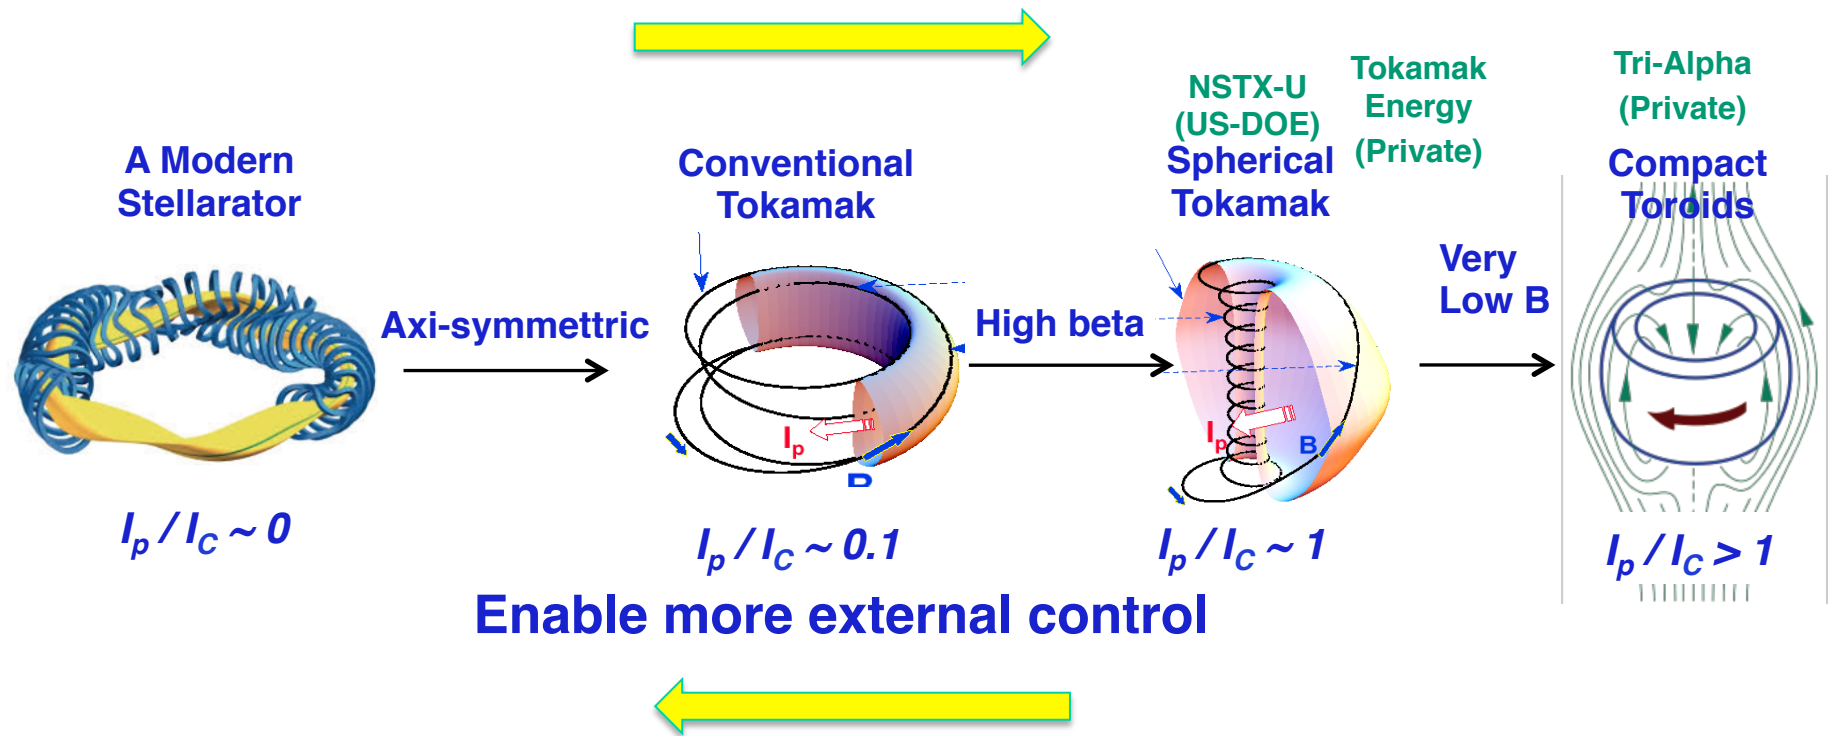 A Modern
Stellarator
Conventional
Tokamak
NSTX-U
(US-DOE)
Spherical
Tokamak
Tokamak
Energy
(Private)
Tri-Alpha
(Private)
Compact
Toroids
Axi-symmettric
High beta
Very
Low B
Ip
B
Ip
B
Ip / IC ~ 0
Ip / IC ~ 0.1
Ip / IC ~ 1
Ip / IC > 1
Enable more external control